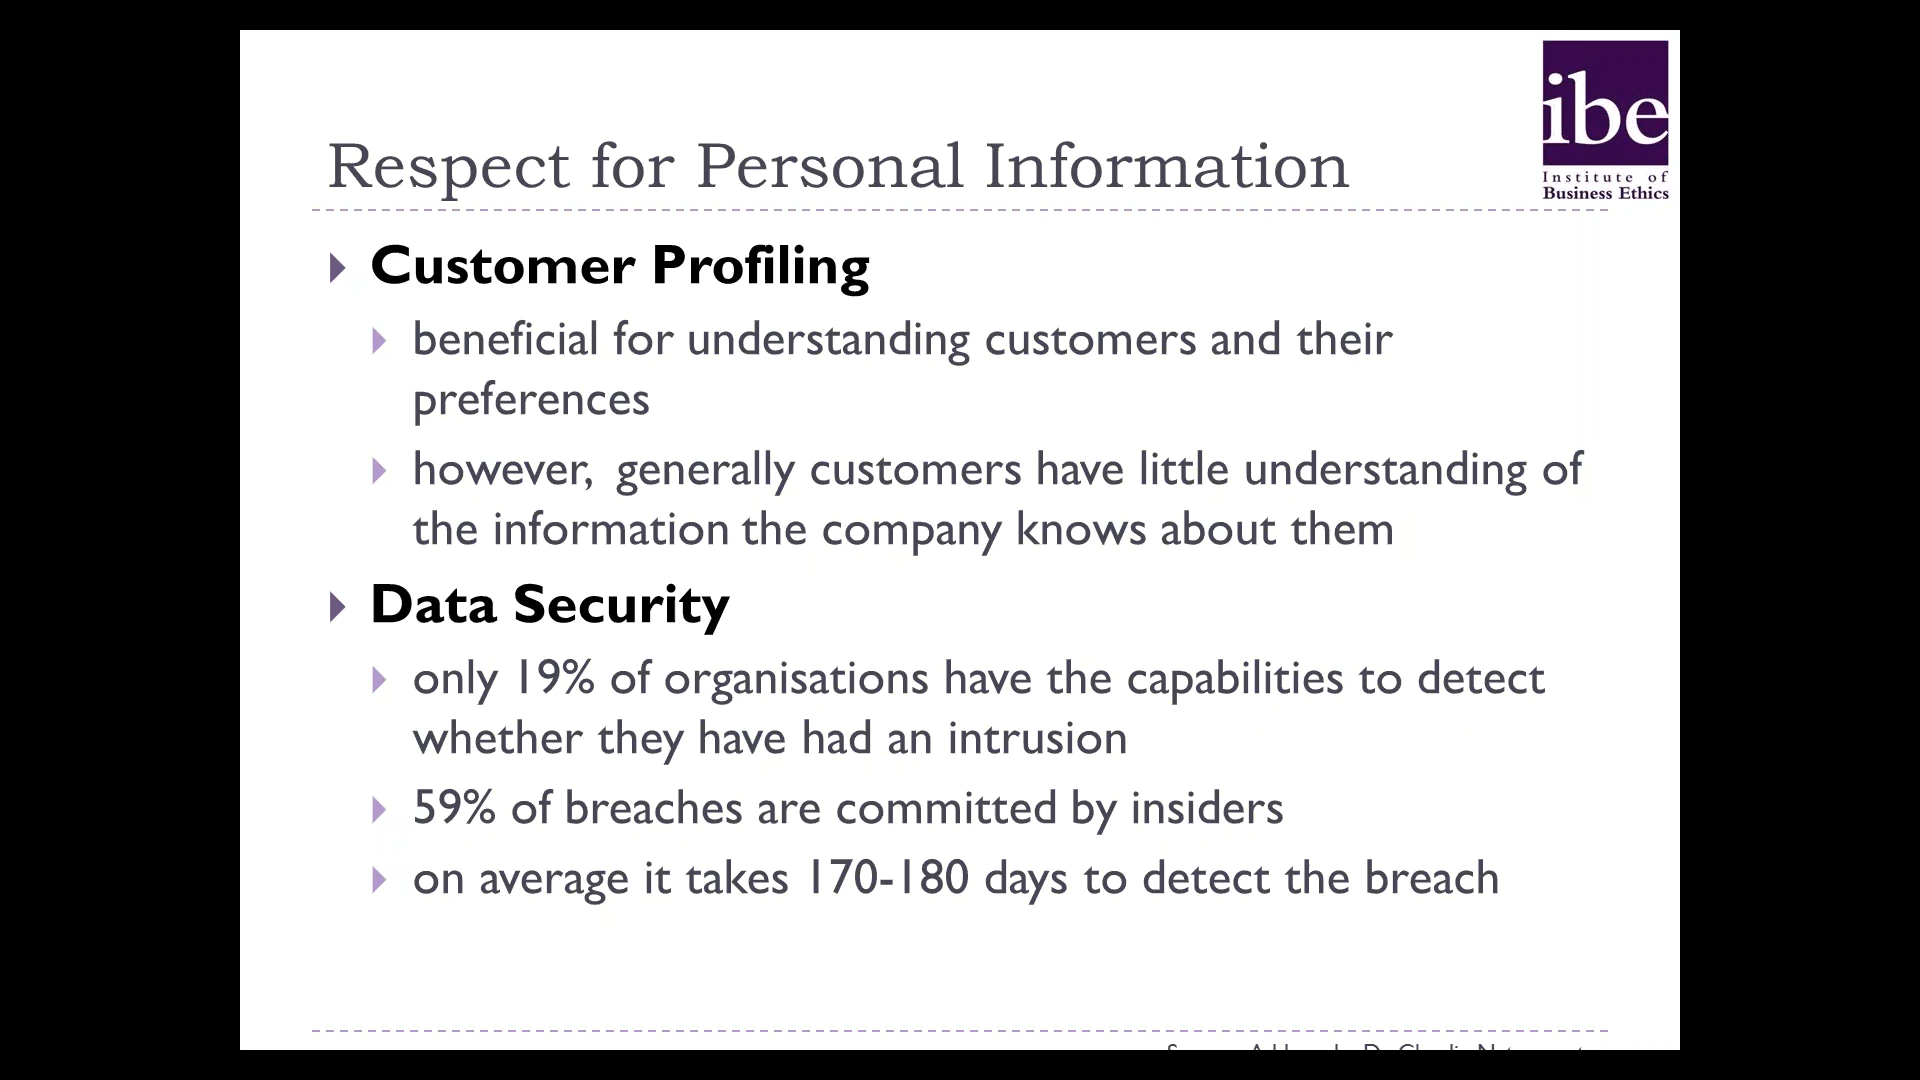 ibe
Institute of
Business Ethics
Respect for Personal Information
Customer Profiling
beneficial for understanding customers and their
preferences
however,  generally customers have little understanding of
the information the company knows about them
Data Security
only 19% of organisations have the capabilities to detect
whether they have had an intrusion
59% of breaches are committed by insiders
on average it takes 170-180 days to detect the breach